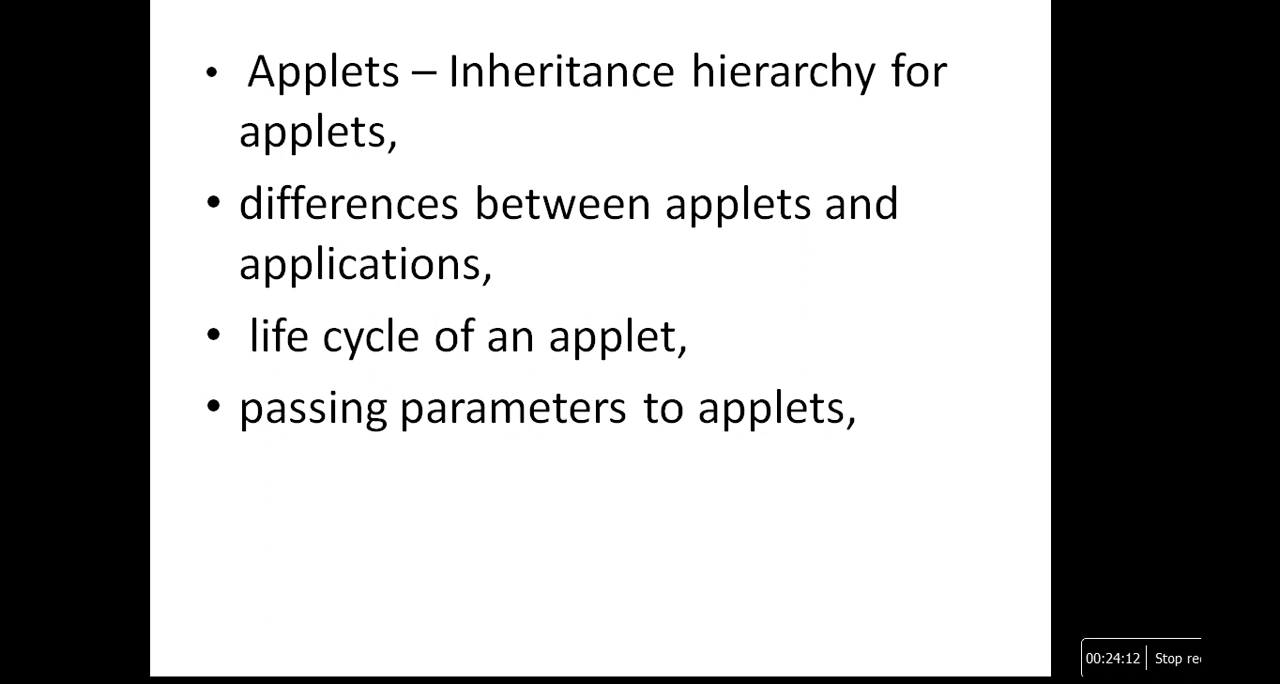 • Applets – Inheritance hierarchy for
applets,
• differences between applets and
applications,
• life cycle of an applet,
• passing parameters to applets,
00:24:12 Stop